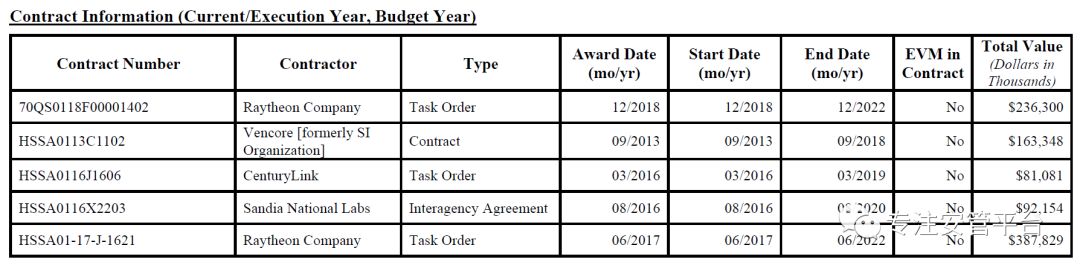 Contract Information (Current/Execution Year, Budget Year)
Contract Number Contractor Type Award Date (mo/yr) Start Date (mo/yr) End Date (mo/yr) EVM in Contract Total Value (Dollars in Thousands)
70QS0118F00001402 Raytheon Company Task Order 12/2018 12/2018 12/2022 No $236,300
HSSA0113C1102 Vencore [formerly SI Organization] Contract 09/2013 09/2013 09/2018 No $163,348
HSSA0116J1606 CenturyLink Task Order 03/2016 03/2016 03/2019 No $81,081
HSSA0116X2203 Sandia National Labs Interagency Agreement 08/2016 08/2016 No $92,154
HSSA01-17-J-1621 Raytheon Company Task Order 06/2017 06/2017 06/2022 No $387,829
专注安管平台